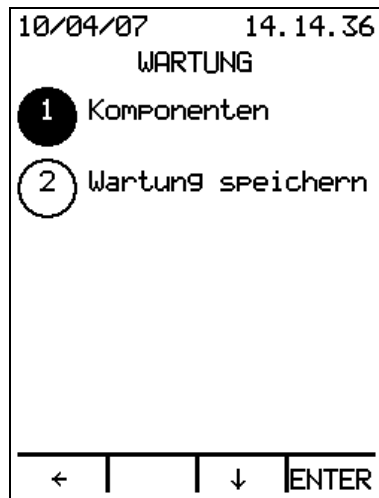 10/04/07 14.14.36
WARTUNG
1 Komponenten
2 Wartung speichern
← ↓ ENTER